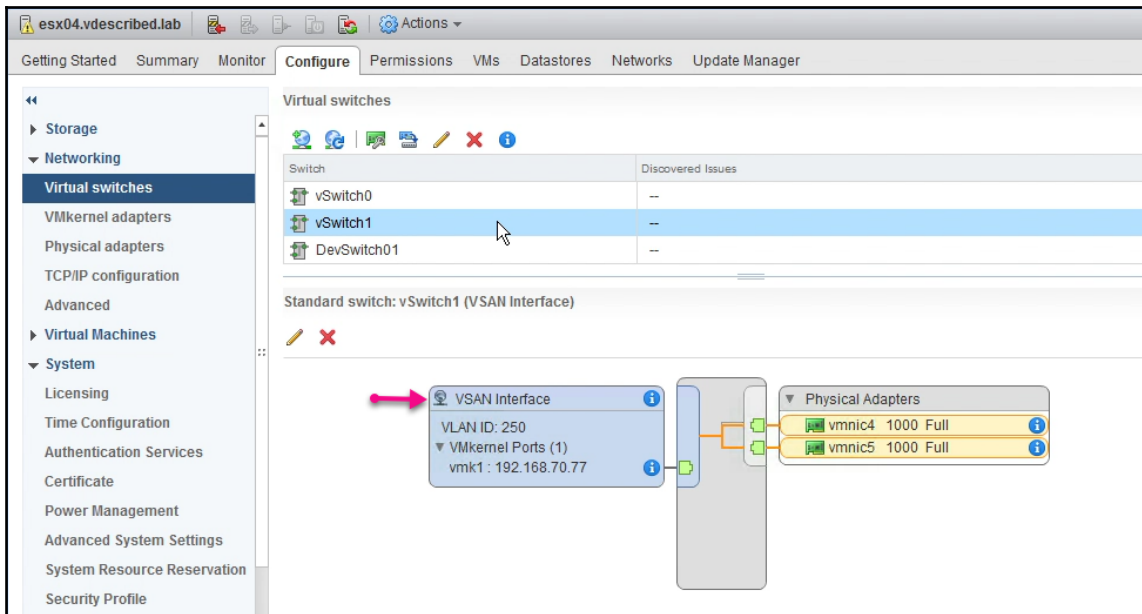 esx04.vdescribed.lab Actions
Getting Started Summary Monitor Configure Permissions VMs Datastores Networks Update Manager
Storage
Networking
Virtual switches
VMkernel adapters
Physical adapters
TCP/IP configuration
Advanced
Virtual Machines
System
Licensing
Time Configuration
Authentication Services
Certificate
Power Management
Advanced System Settings
System Resource Reservation
Security Profile
Virtual switches
Switch Discovered Issues
vSwitch0 --
vSwitch1 --
DevSwitch01 --
Standard switch: vSwitch1 (VSAN Interface)
VSAN Interface
VLAN ID: 250
VMkernel Ports (1)
vmk1 : 192.168.70.77
Physical Adapters
vmnic4 1000 Full
vmnic5 1000 Full